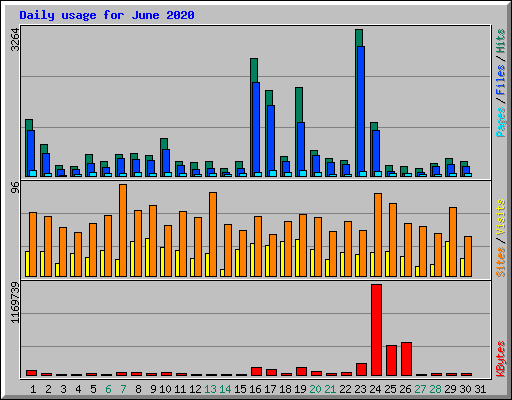 Daily usage for June 2020
3264
Pages / Files / Hits
96
Sites / Visits
1169739
KBytes
1 2 3 4 5 6 7 8 9 10 11 12 13 14 15 16 17 18 19 20 21 22 23 24 25 26 27 28 29 30 31